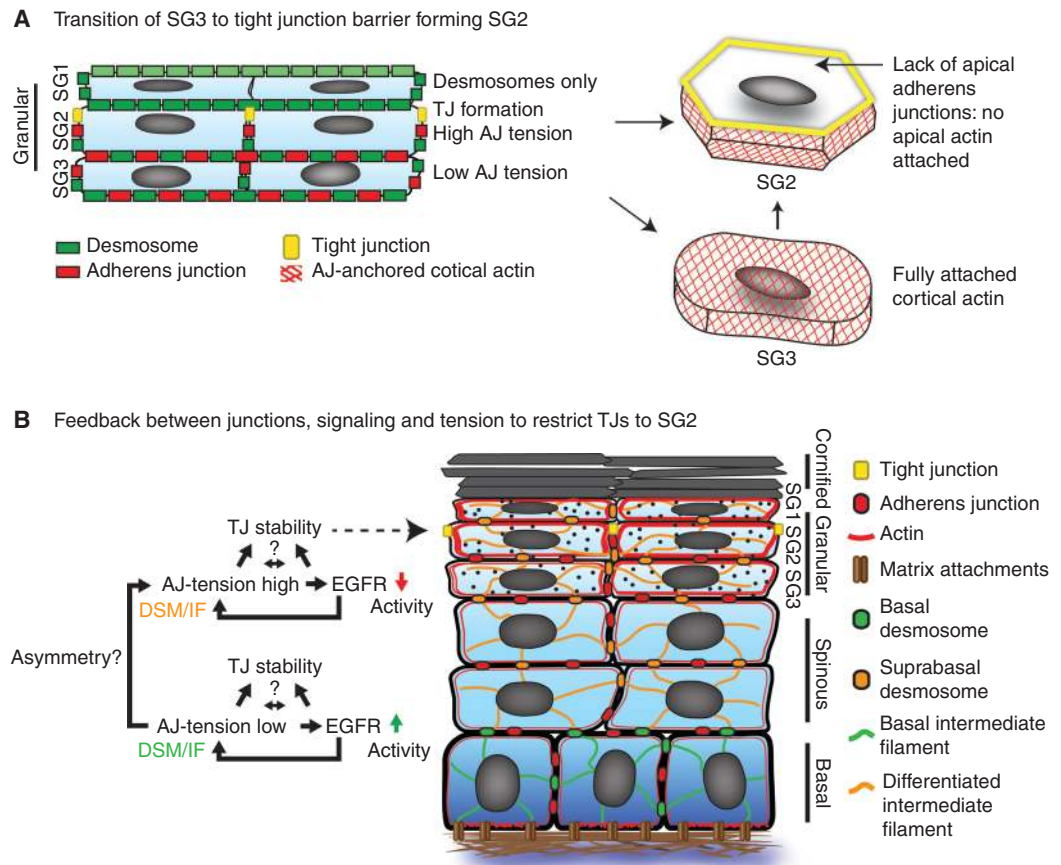 A Transition of SG3 to tight junction barrier forming SG2
Granular
SG1
SG2
SG3
Desmosomes only
TJ formation
High AJ tension
Low AJ tension
Desmosome
Adherens junction
Tight junction
AJ-anchored cotical actin
SG2
Lack of apical
adherens
junctions: no
apical actin
attached
SG3
Fully attached
cortical actin
B Feedback between junctions, signaling and tension to restrict TJs to SG2
TJ stability
?
AJ-tension high
EGFR
DSM/IF
Activity
Asymmetry?
TJ stability
?
AJ-tension low
EGFR
DSM/IF
Activity
Cornified
Granular
SG1
SG2
SG3
Spinous
Basal
Tight junction
Adherens junction
Actin
Matrix attachments
Basal
desmosome
Suprabasal
desmosome
Basal intermediate
filament
Differentiated
intermediate
filament